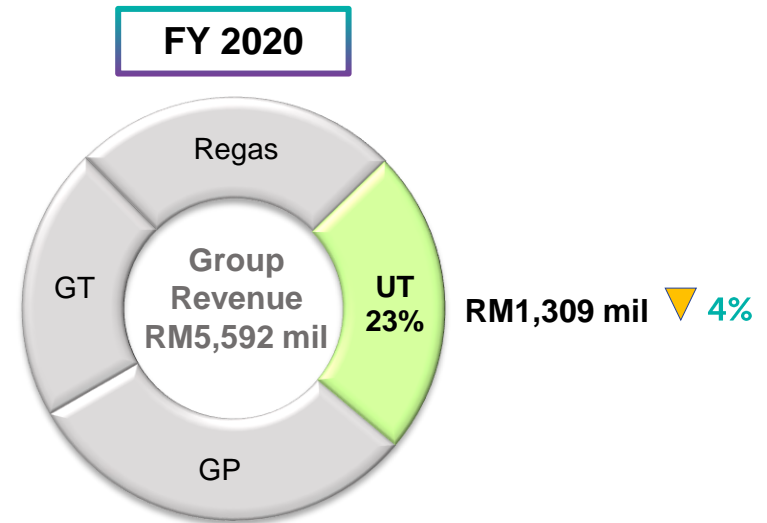 FY 2020
Regas
GT
Group
Revenue
RM5,592 mil
UT
23%
RM1,309 mil 4%
GP